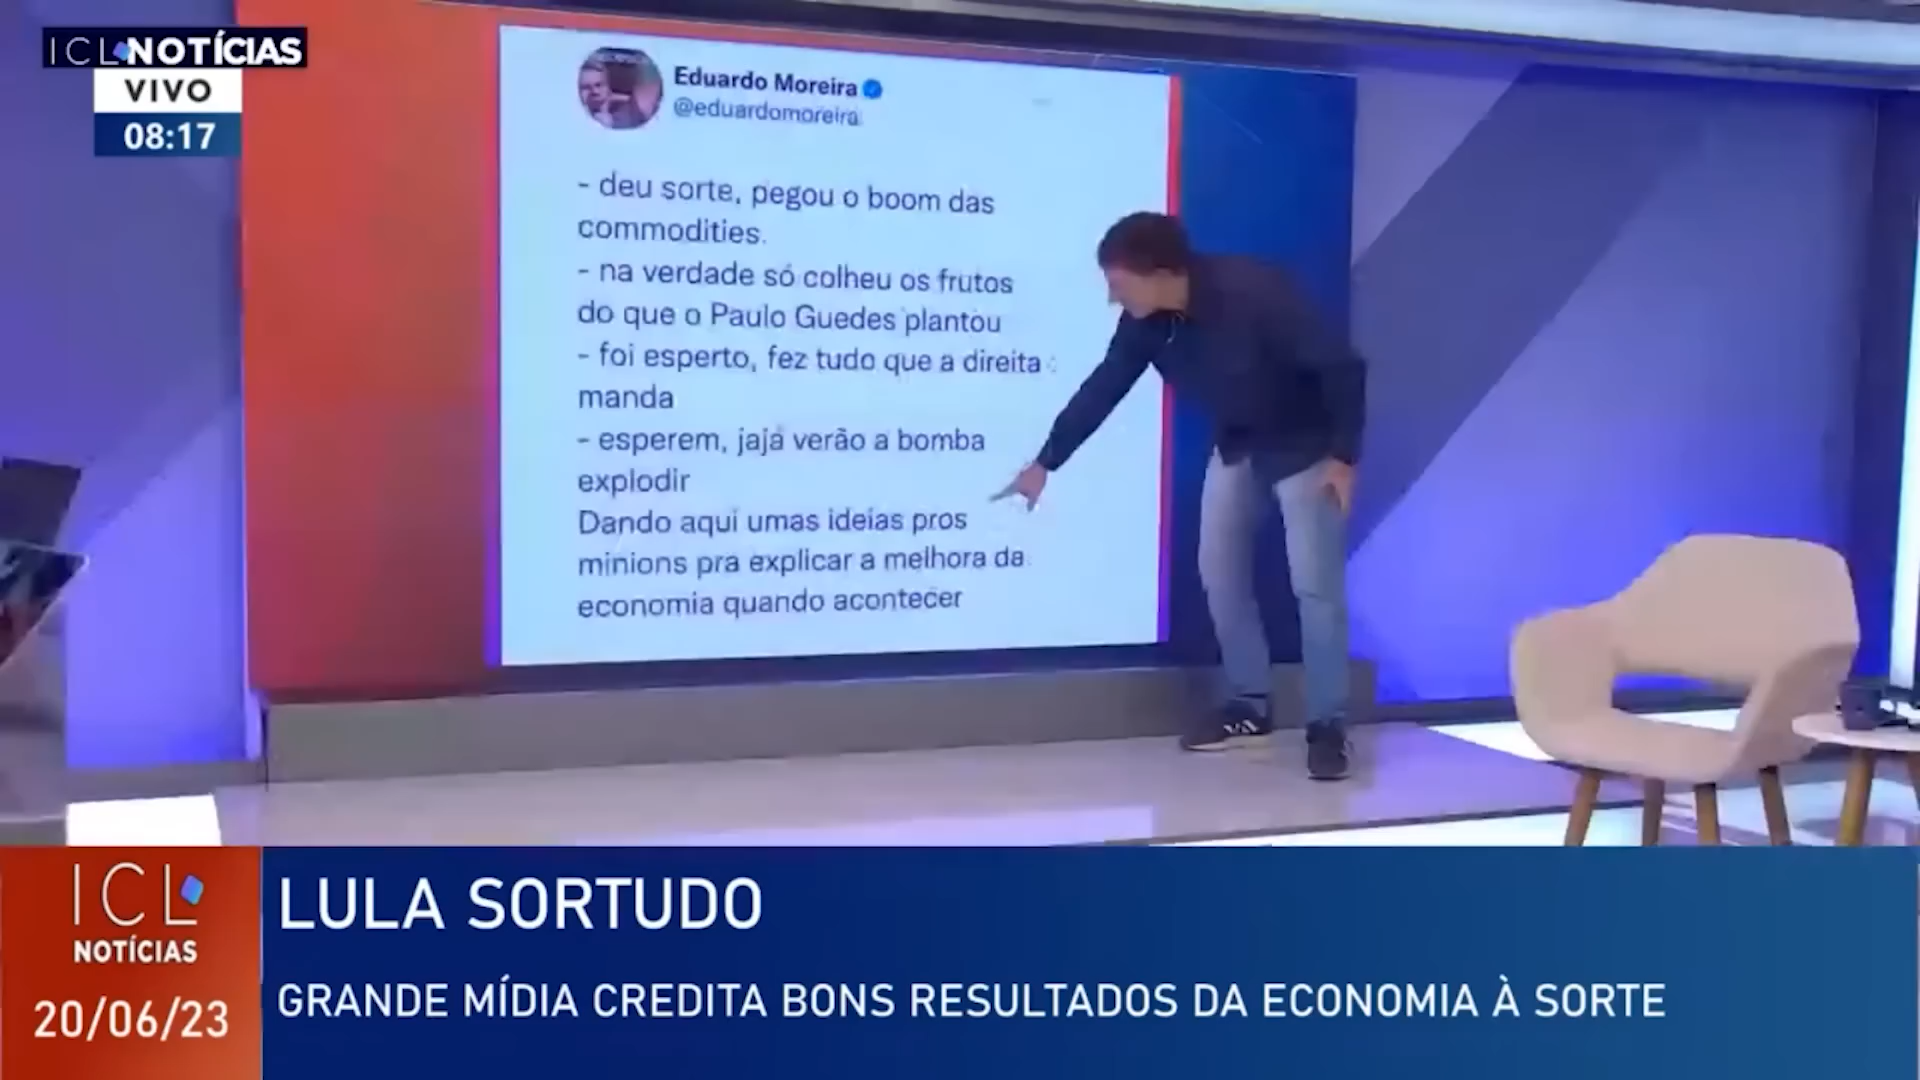 ICL NOTÍCIAS
VIVO
08:17
Eduardo Moreira
@eduardomoreira
- deu sorte, pegou o boom das
commodities.
- na verdade só colheu os frutos
do que o Paulo Guedes plantou
- foi esperto, fez tudo que a direita
manda
- esperem, jajá verão a bomba
explodir
Dando aqui umas ideias pros
minions pra explicar a melhora da
economia quando acontecer
ICL
NOTÍCIAS
20/06/23
LULA SORTUDO
GRANDE MÍDIA CREDITA BONS RESULTADOS DA ECONOMIA À SORTE